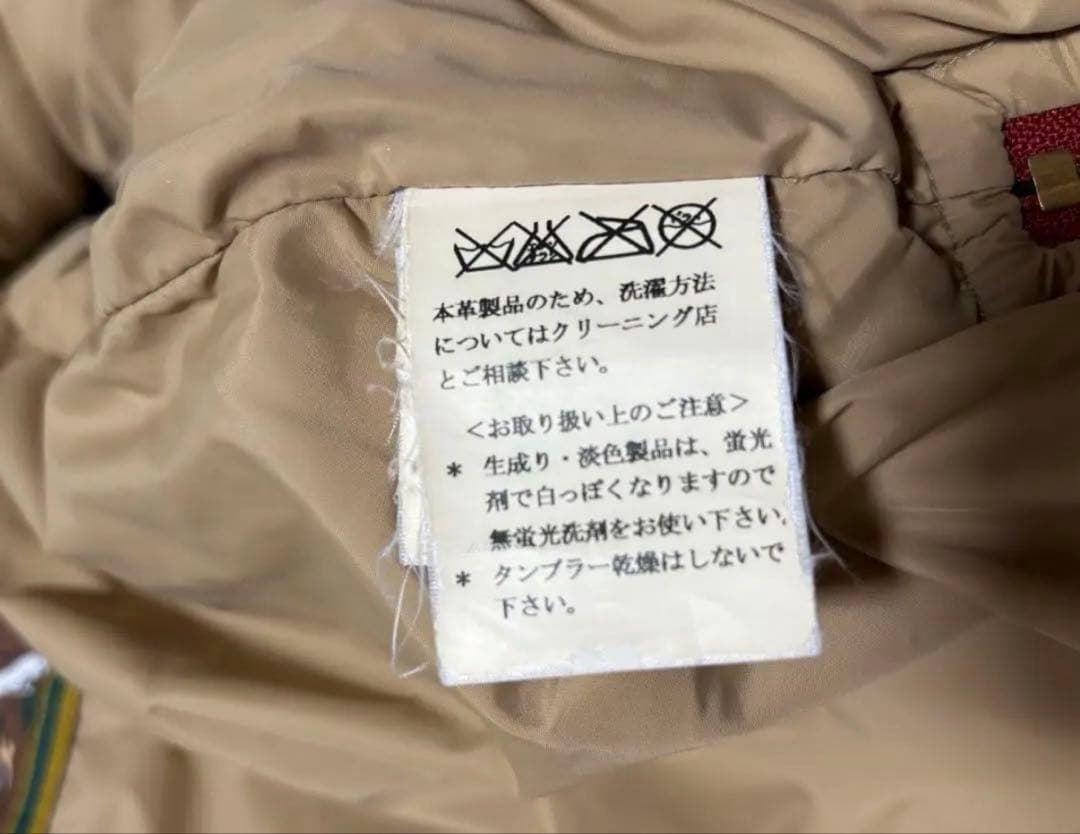 本革製品のため、洗濯方法
についてはクリーニング店
とご相談下さい。
＜お取り扱い上のご注意＞
* 生成り・淡色製品は、蛍光
剤で白っぽくなりますので
無蛍光洗剤をお使い下さい。
* タンブラー乾燥はしないで
下さい。